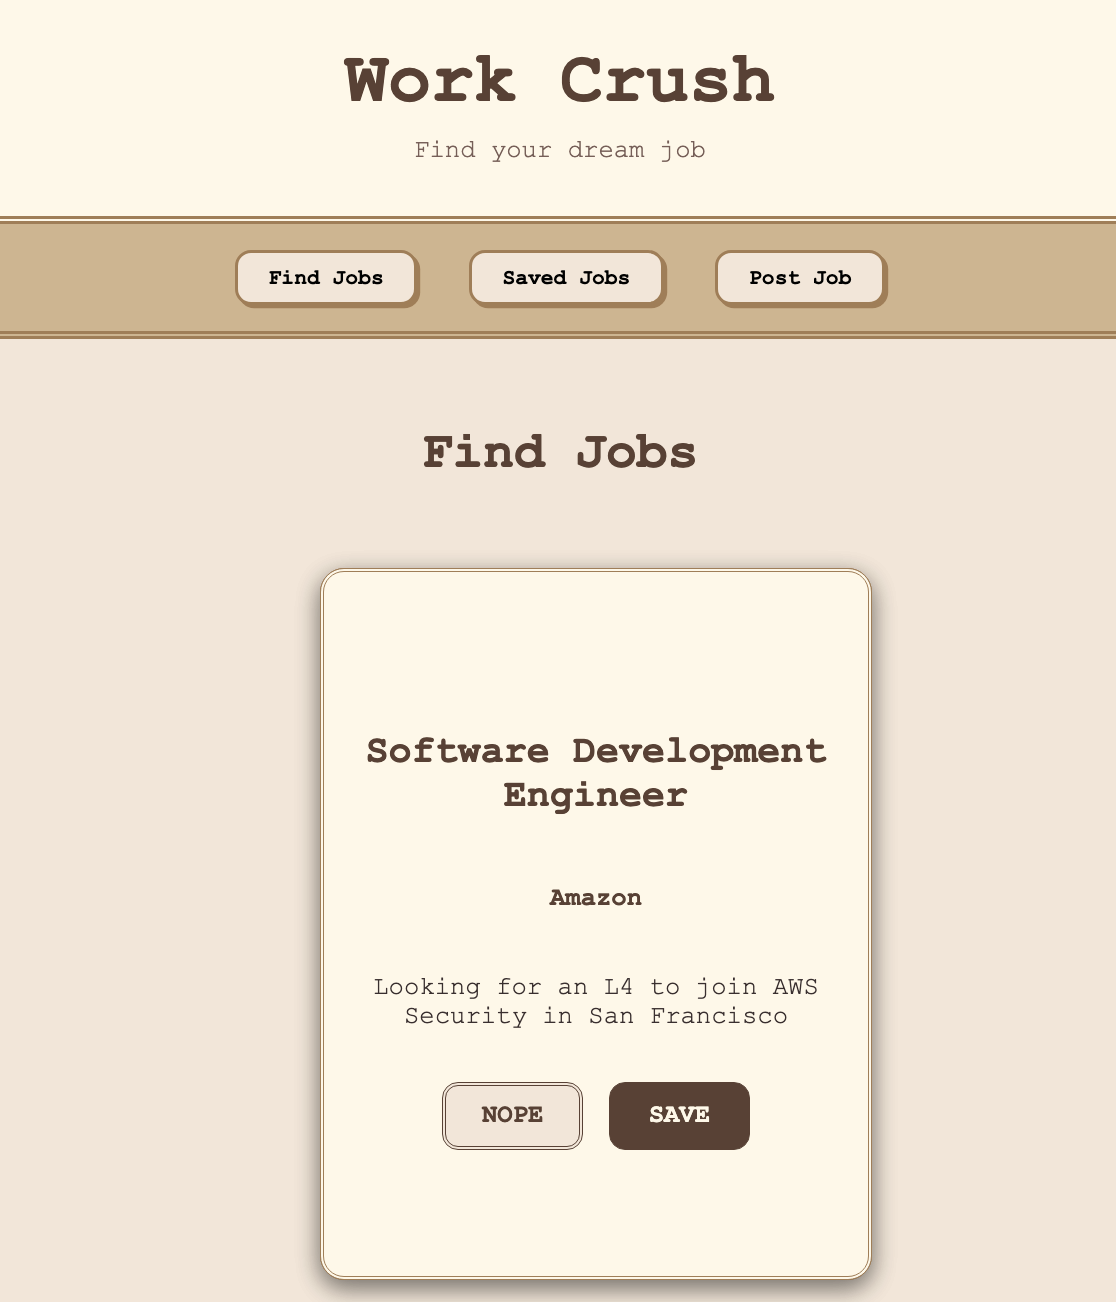 Work Crush
Find your dream job
Find Jobs
Saved Jobs
Post Job
Find Jobs
Software Development
Engineer
Amazon
Looking for an L4 to join AWS
Security in San Francisco
NOPE
SAVE